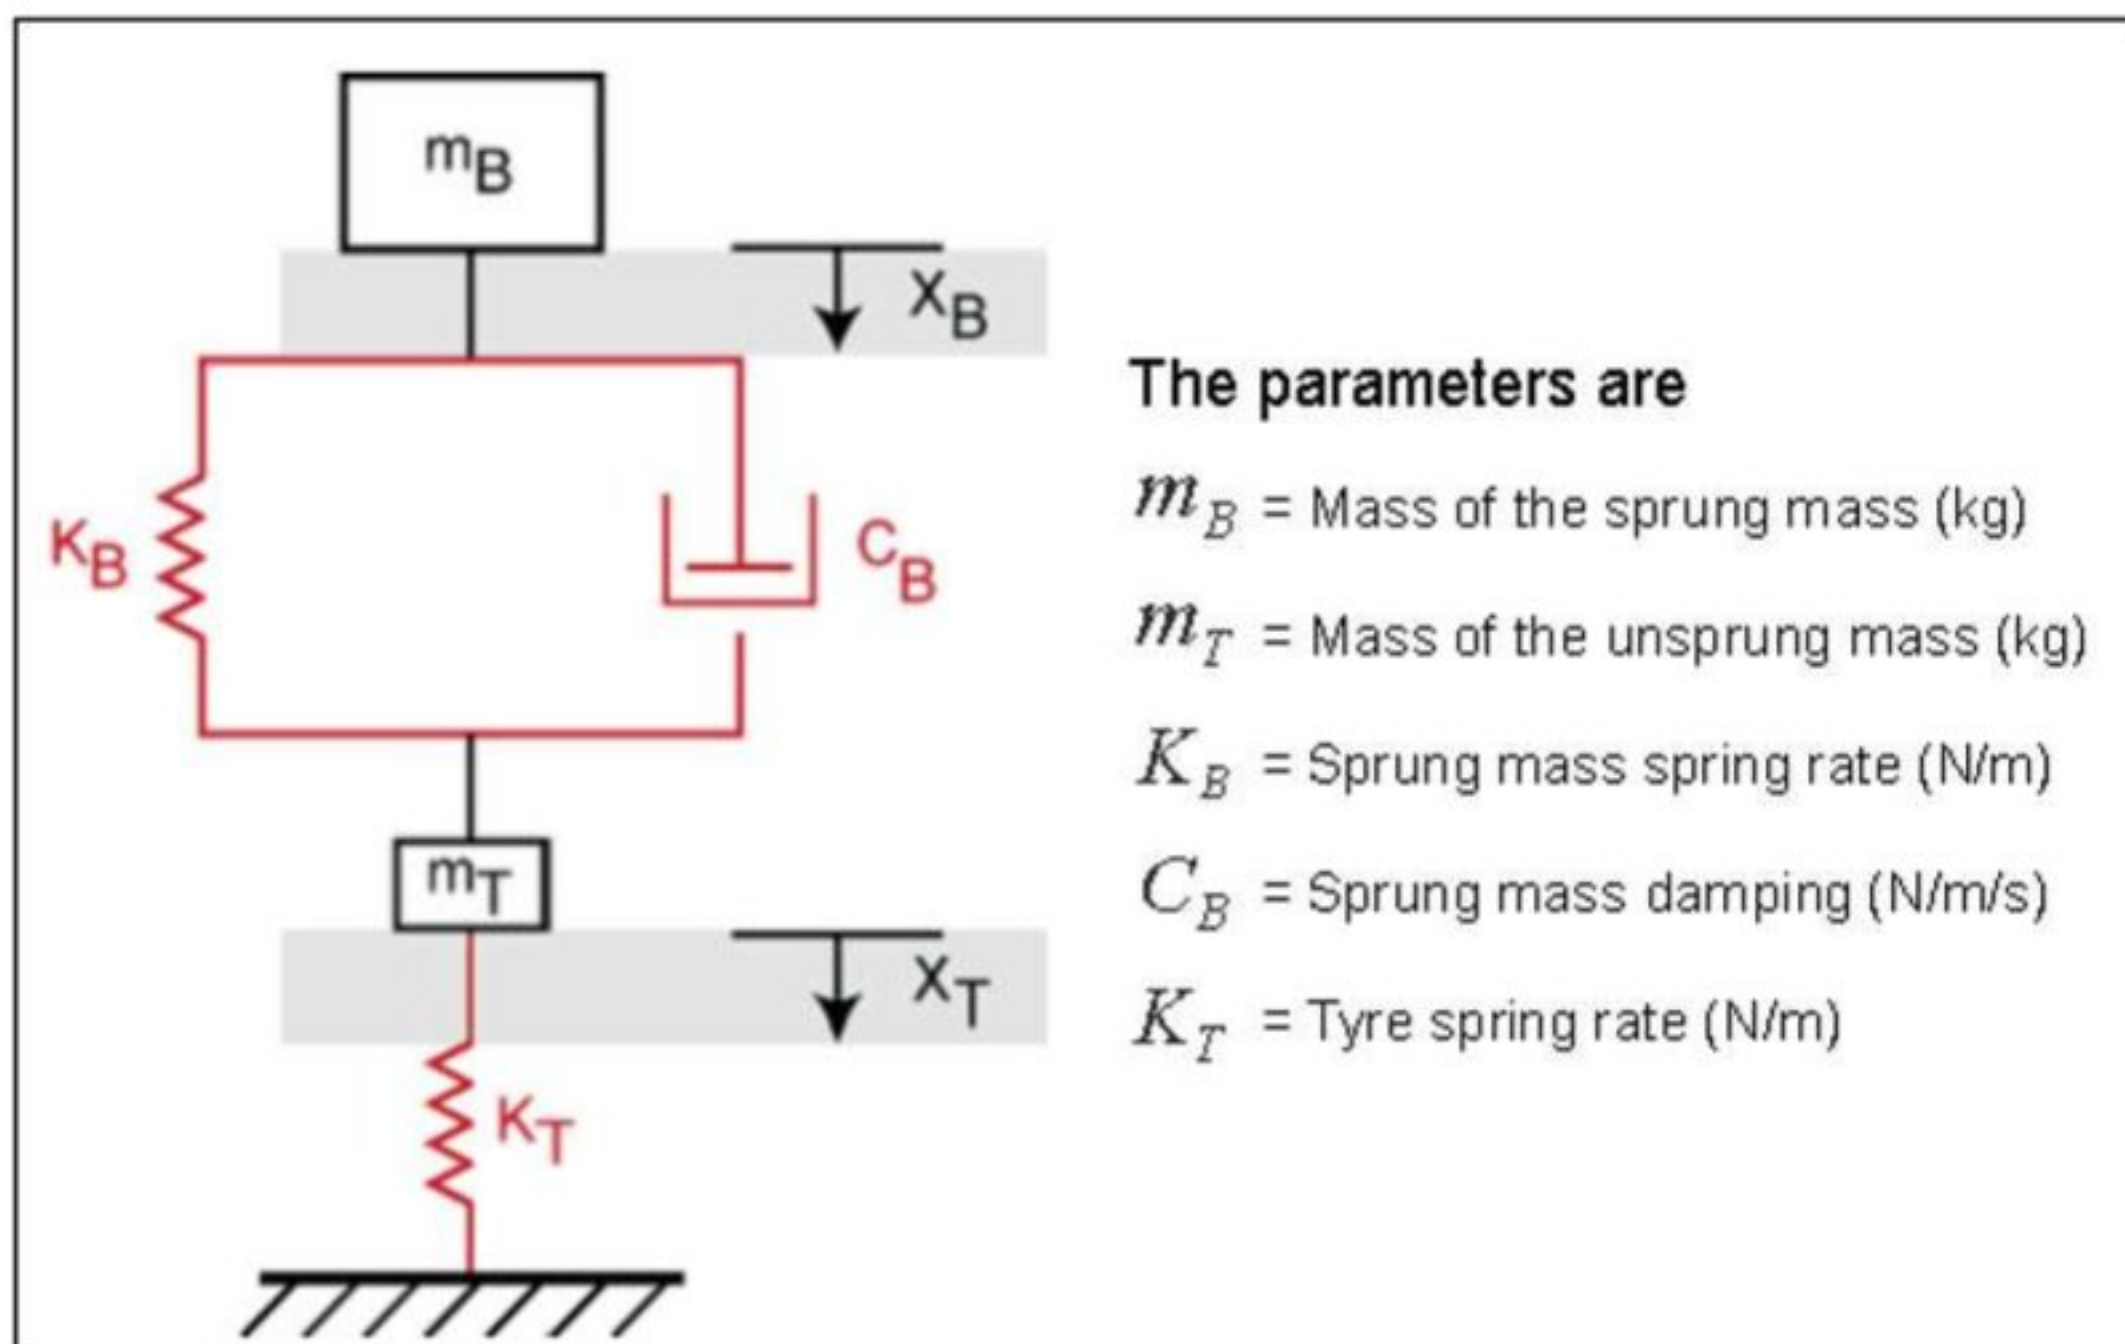 mB
XB
KB
CB
mT
XT
KT
The parameters are
mB = Mass of the sprung mass (kg)
mT = Mass of the unsprung mass (kg)
KB = Sprung mass spring rate (N/m)
CB = Sprung mass damping (N/m/s)
KT = Tyre spring rate (N/m)